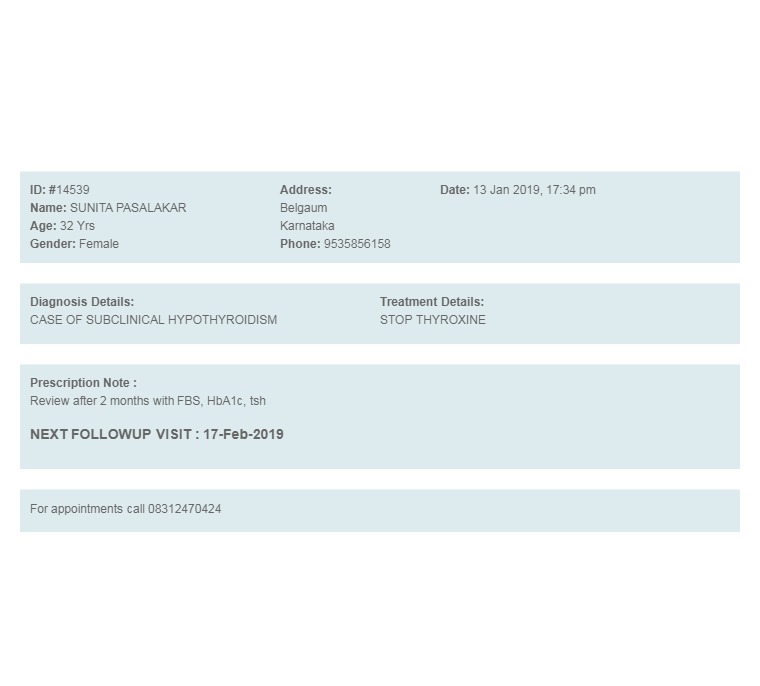 ID: #14539
Name: SUNITA PASALAKAR
Age: 32 Yrs
Gender: Female
Address:
Belgaum
Karnataka
Phone: 9535856158
Date: 13 Jan 2019, 17:34 pm
Diagnosis Details:
CASE OF SUBCLINICAL HYPOTHYROIDISM
Treatment Details:
STOP THYROXINE
Prescription Note :
Review after 2 months with FBS, HbA1c, tsh
NEXT FOLLOWUP VISIT : 17-Feb-2019
For appointments call 08312470424